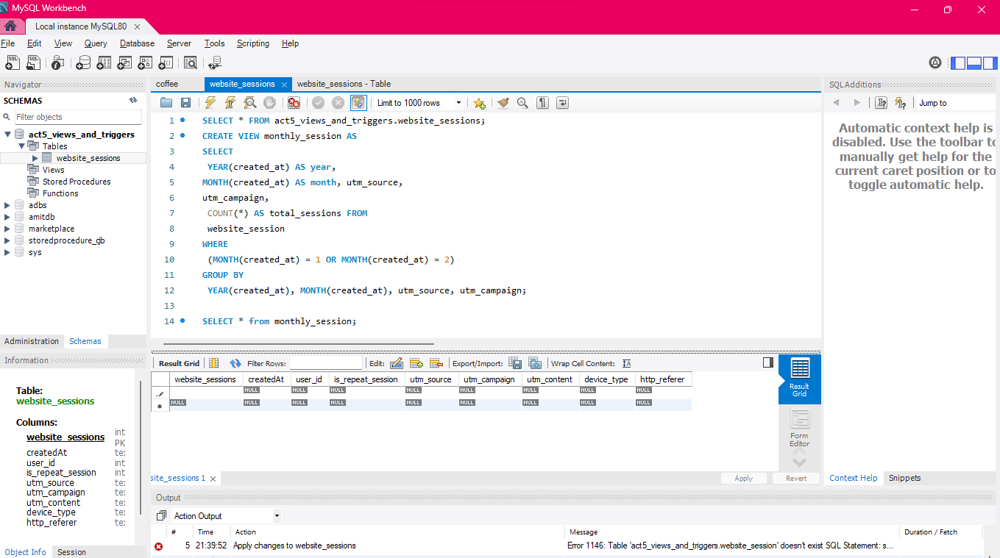 MySQL Workbench
Local instance MySQL80
File Edit View Query Database Server Tools Scripting Help
Navigator
SCHEMAS
Filter objects
act5_views_and_triggers
Tables
website_sessions
Views
Stored Procedures
Functions
adbs
amitdb
marketplace
storedprocedure_gb
sys
Administration Schemas
Information
Table:
website_sessions
Columns:
website_sessions int
PK
createdAt te
user_id int
is_repeat_session int
utm_source te
utm_campaign te
utm_content te
device_type te
http_referer te
Object Info Session
coffee website_sessions website_sessions - Table
Limit to 1000 rows
1 SELECT * FROM act5_views_and_triggers.website_sessions;
2 CREATE VIEW monthly_session AS
3 SELECT
4 YEAR(created_at) AS year,
5 MONTH(created_at) AS month, utm_source,
6 utm_campaign,
7 COUNT(*) AS total_sessions FROM
8 website_session
9 WHERE
10 (MONTH(created_at) = 1 OR MONTH(created_at) = 2)
11 GROUP BY
12 YEAR(created_at), MONTH(created_at), utm_source, utm_campaign;
13
14 SELECT * from monthly_session;
Result Grid Filter Rows: Edit: Export/Import: Wrap Cell Content:
website_sessions createdAt user_id is_repeat_session utm_source utm_campaign utm_content device_type http_referer
NULL NULL NULL NULL NULL NULL NULL NULL
NULL NULL NULL NULL NULL NULL NULL NULL NULL
Result
Grid
Form
Editor
site_sessions 1
Apply Revert
Output
Action Output
# Time Action Message Duration / Fetch
5 21:39:52 Apply changes to website_sessions Error 1146: Table 'act5_views_and_triggers.website_session' doesn't exist SQL Statement: s...
SQLAdditions
Jump to
Automatic context help is
disabled. Use the toolbar to
manually get help for the
current caret position or to
toggle automatic help.
Context Help Snippets